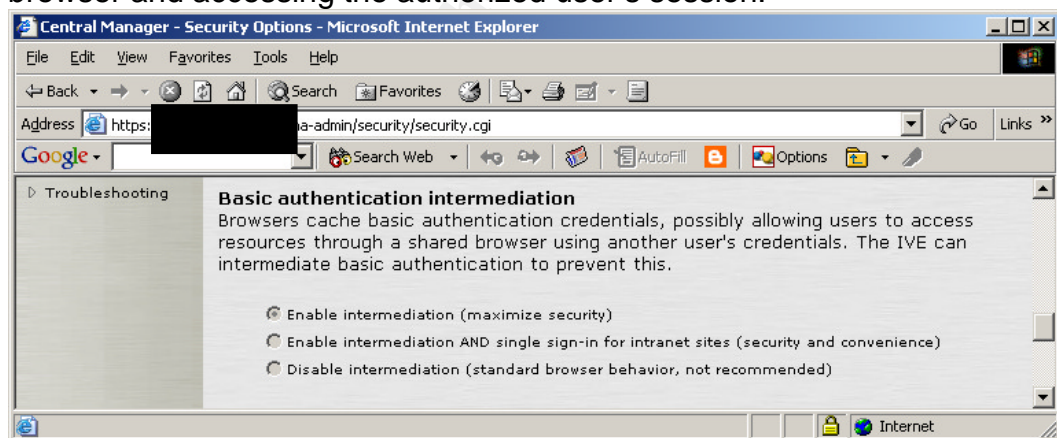 browser and accessing the authorized user's session.
Central Manager - Security Options - Microsoft Internet Explorer
File Edit View Favorites Tools Help
Back Search Favorites
Address https: na-admin/security/security.cgi Go Links »
Google Search Web AutoFill Options
Troubleshooting
Basic authentication intermediation
Browsers cache basic authentication credentials, possibly allowing users to access
resources through a shared browser using another user's credentials. The IVE can
intermediate basic authentication to prevent this.
Enable intermediation (maximize security)
Enable intermediation AND single sign-in for intranet sites (security and convenience)
Disable intermediation (standard browser behavior, not recommended)
Internet